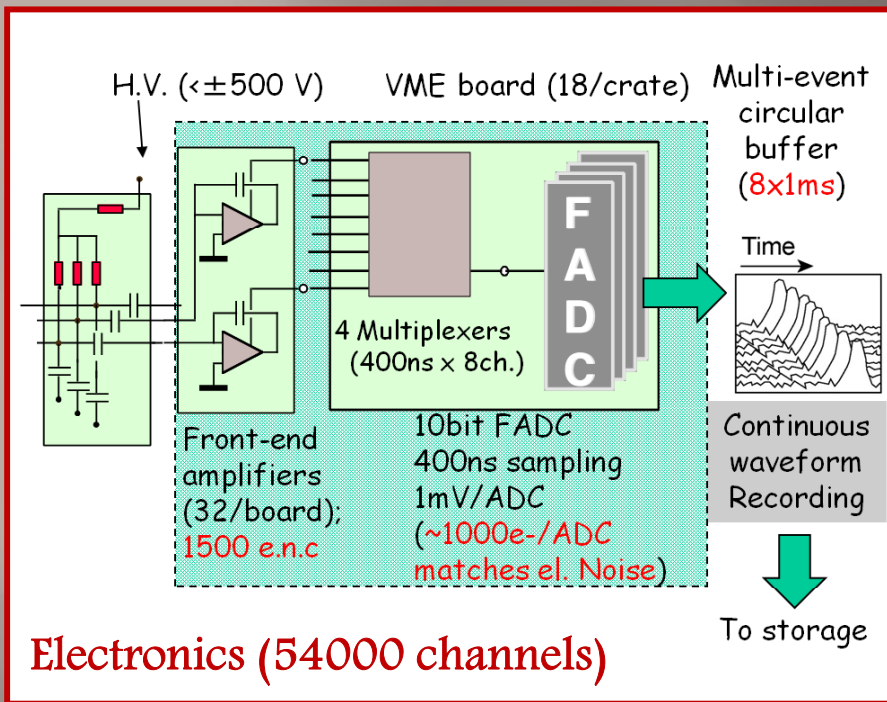 H.V. (<±500 V)
VME board (18/crate)
Multi-event
circular
buffer
(8x1ms)
Time
F
A
D
C
4 Multiplexers
(400ns x 8ch.)
Front-end
amplifiers
(32/board);
1500 e.n.c
10bit FADC
400ns sampling
1mV/ADC
(~1000e-/ADC
matches el. Noise)
Continuous
waveform
Recording
To storage
Electronics (54000 channels)